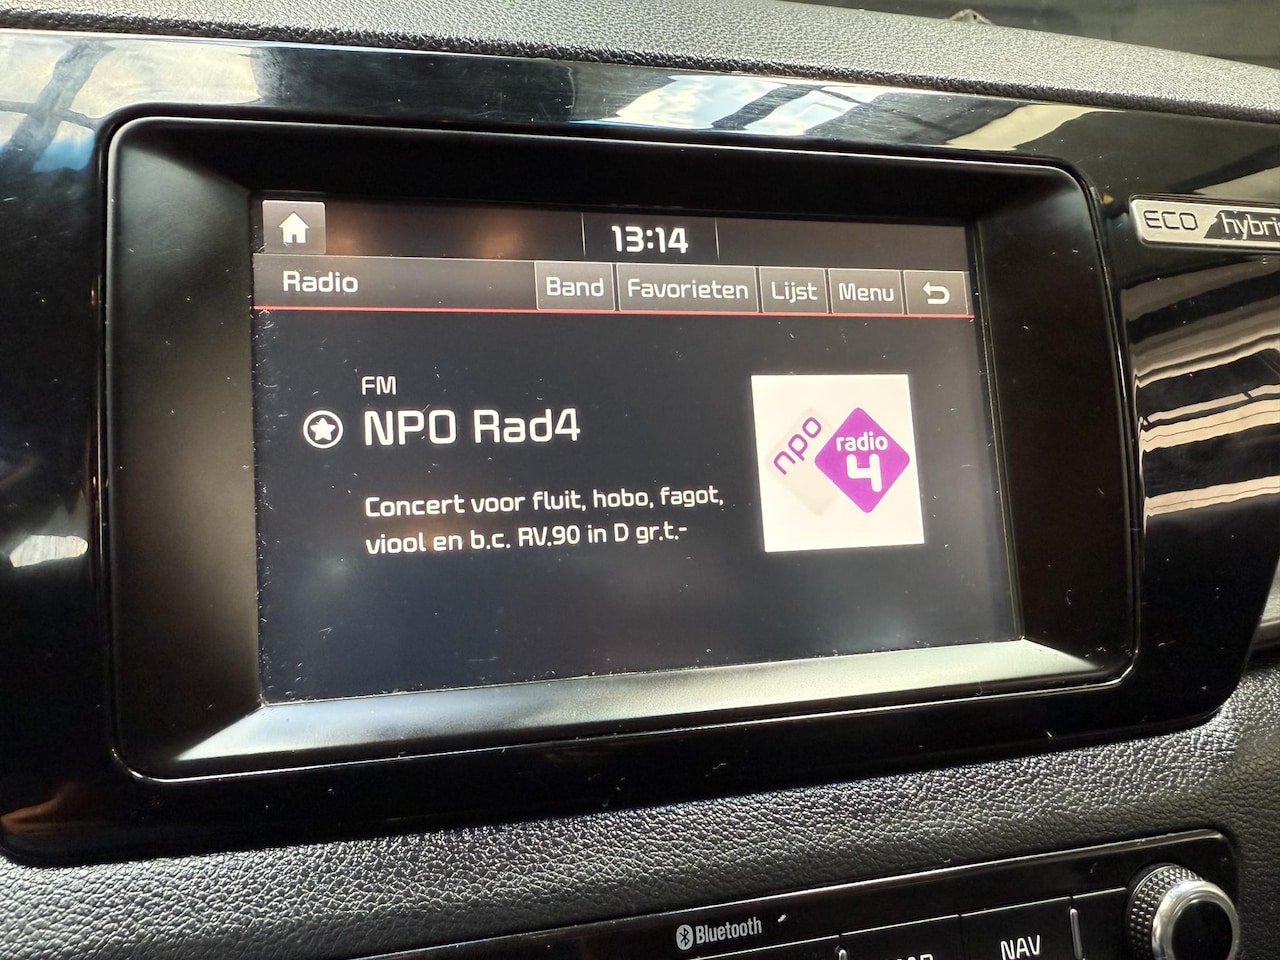 13:14
ECO hybri
Radio
Band
Favorieten
Lijst
Menu
FM
NPO Rad4
npo
radio
4
Concert voor fluit, hobo, fagot,
viool en b.c. RV.90 in D gr.t.-
Bluetooth
NAV